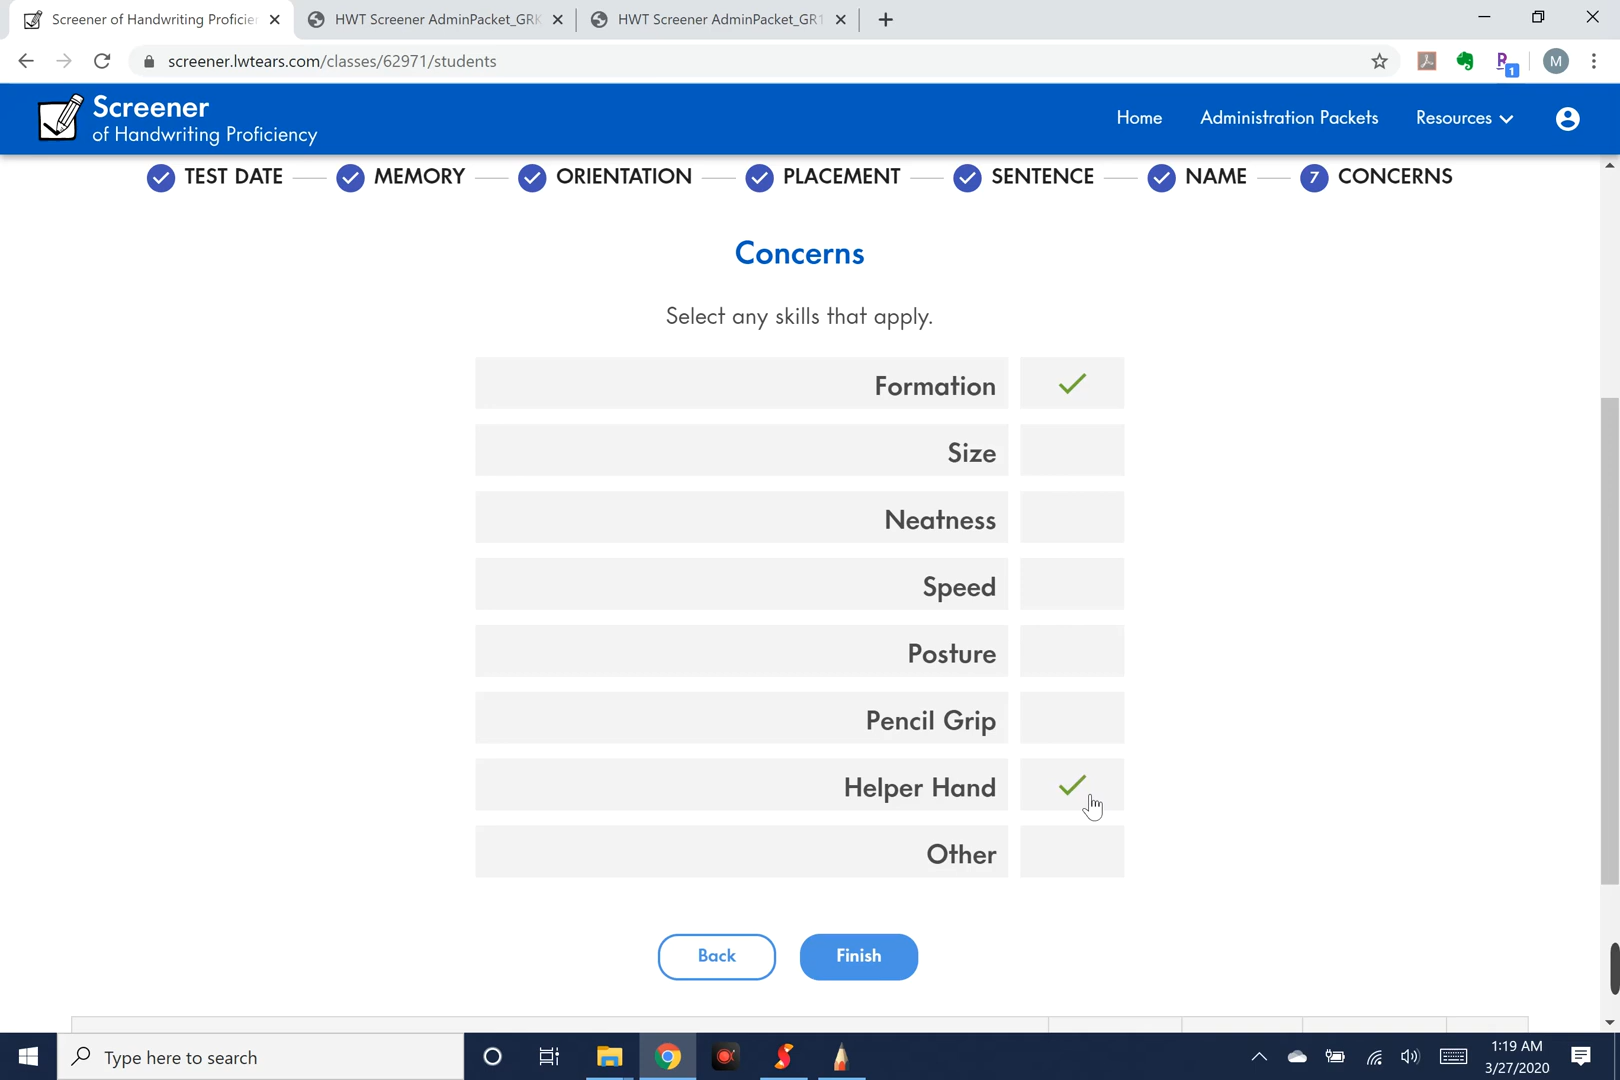 Screener of Handwriting Proficien
HWT Screener AdminPacket_GRK
HWT Screener AdminPacket_GR1
screener.lwtears.com/classes/62971/students
1
M
Screener
of Handwriting Proficiency
Home
Administration Packets
Resources
TEST DATE
MEMORY
ORIENTATION
PLACEMENT
SENTENCE
NAME
7
CONCERNS
Concerns
Select any skills that apply.
Formation
Size
Neatness
Speed
Posture
Pencil Grip
Helper Hand
Other
Back
Finish
Type here to search
1:19 AM
3/27/2020